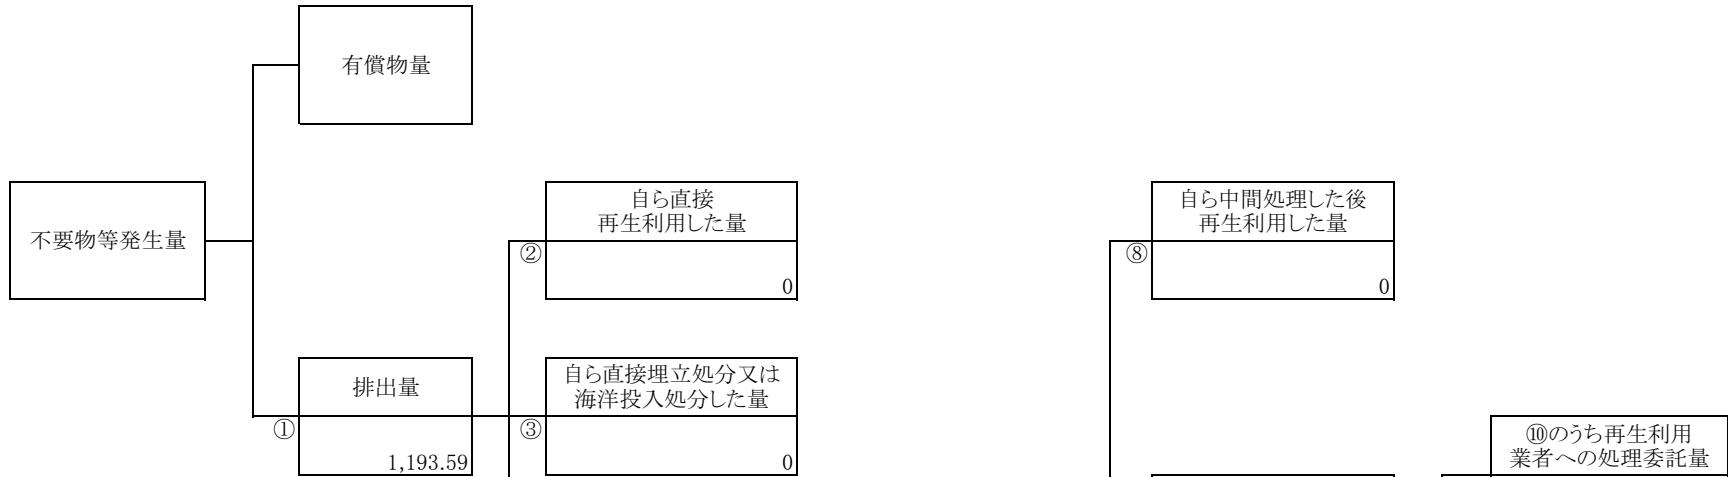 有償物量
不要物等発生量
自ら直接
再生利用した量
②
0
自ら中間処理した後
再生利用した量
⑧
0
排出量
①
1,193.59
自ら直接埋立処分又は
海洋投入処分した量
③
0
⑩のうち再生利用
業者への処理委託量